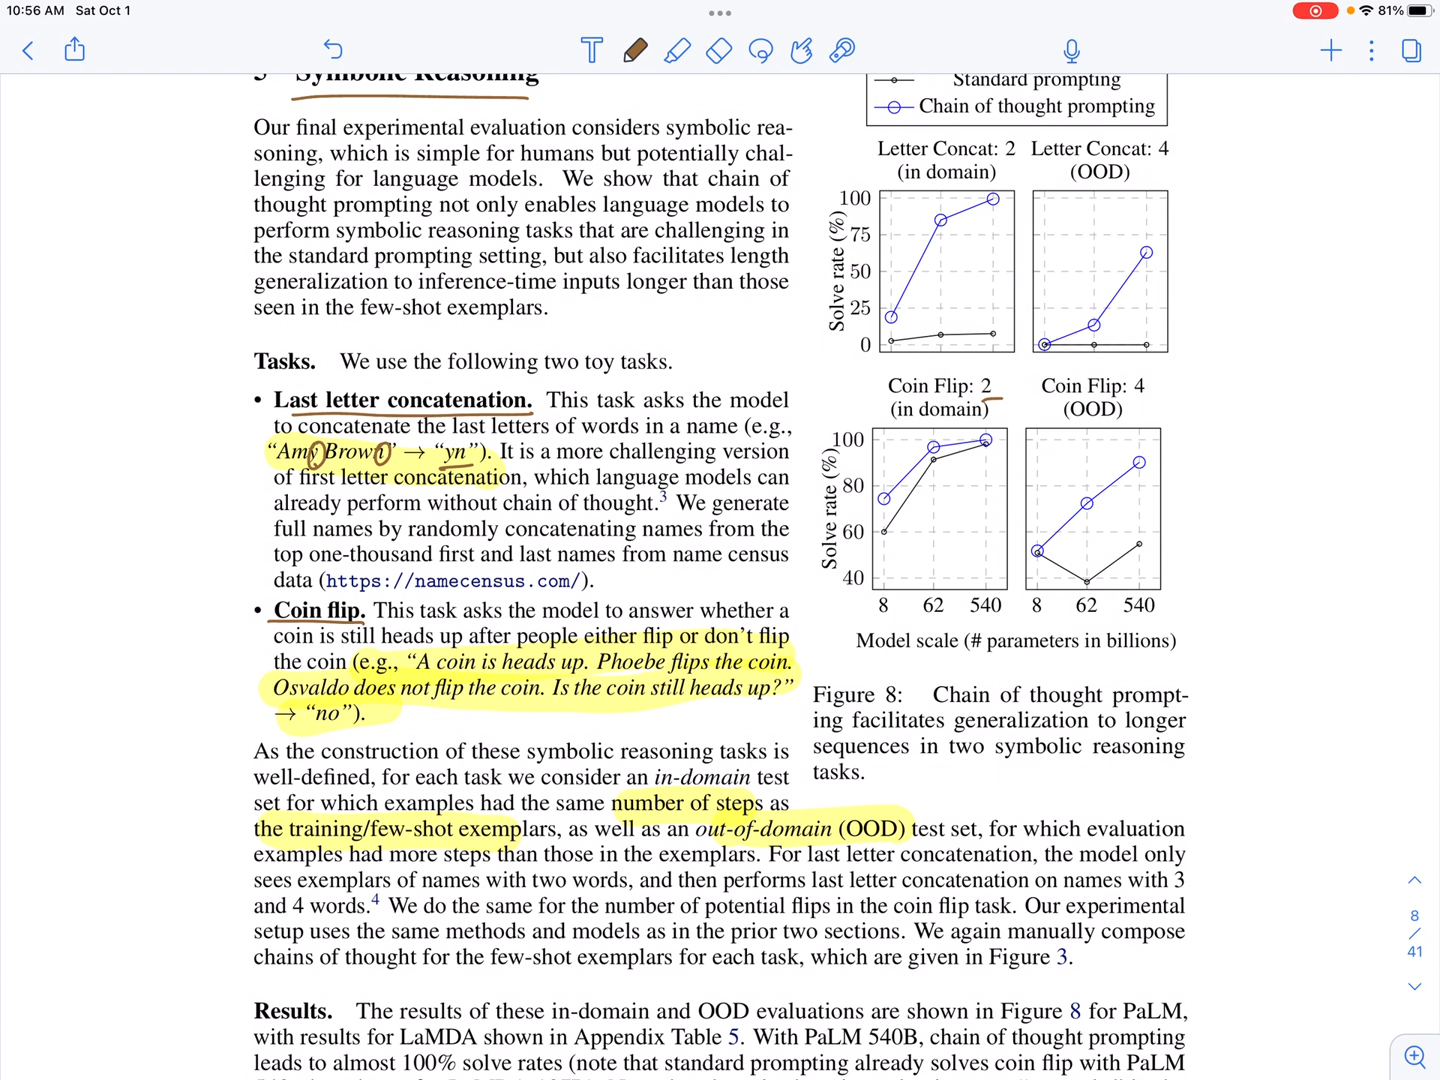 10:56 AM Sat Oct 1
81%
5 Symbolic Reasoning
Our final experimental evaluation considers symbolic rea-
soning, which is simple for humans but potentially chal-
lenging for language models. We show that chain of
thought prompting not only enables language models to
perform symbolic reasoning tasks that are challenging in
the standard prompting setting, but also facilitates length
generalization to inference-time inputs longer than those
seen in the few-shot exemplars.
Tasks. We use the following two toy tasks.
• Last letter concatenation. This task asks the model
to concatenate the last letters of words in a name (e.g.,
“Amy Brown” → “yn”). It is a more challenging version
of first letter concatenation, which language models can
already perform without chain of thought.3 We generate
full names by randomly concatenating names from the
top one-thousand first and last names from name census
data (https://namecensus.com/).
• Coin flip. This task asks the model to answer whether a
coin is still heads up after people either flip or don’t flip
the coin (e.g., “A coin is heads up. Phoebe flips the coin.
Osvaldo does not flip the coin. Is the coin still heads up?”
→ “no”).
Standard prompting
Chain of thought prompting
Letter Concat: 2 Letter Concat: 4
(in domain) (OOD)
Solve rate (%)
100
75
50
25
0
Coin Flip: 2 Coin Flip: 4
(in domain) (OOD)
Solve rate (%)
100
80
60
40
8 62 540 8 62 540
Model scale (# parameters in billions)
Figure 8: Chain of thought prompt-
ing facilitates generalization to longer
sequences in two symbolic reasoning
tasks.
As the construction of these symbolic reasoning tasks is
well-defined, for each task we consider an in-domain test
set for which examples had the same number of steps as
the training/few-shot exemplars, as well as an out-of-domain (OOD) test set, for which evaluation
examples had more steps than those in the exemplars. For last letter concatenation, the model only
sees exemplars of names with two words, and then performs last letter concatenation on names with 3
and 4 words.4 We do the same for the number of potential flips in the coin flip task. Our experimental
setup uses the same methods and models as in the prior two sections. We again manually compose
chains of thought for the few-shot exemplars for each task, which are given in Figure 3.
Results. The results of these in-domain and OOD evaluations are shown in Figure 8 for PaLM,
with results for LaMDA shown in Appendix Table 5. With PaLM 540B, chain of thought prompting
leads to almost 100% solve rates (note that standard prompting already solves coin flip with PaLM
8
/
41